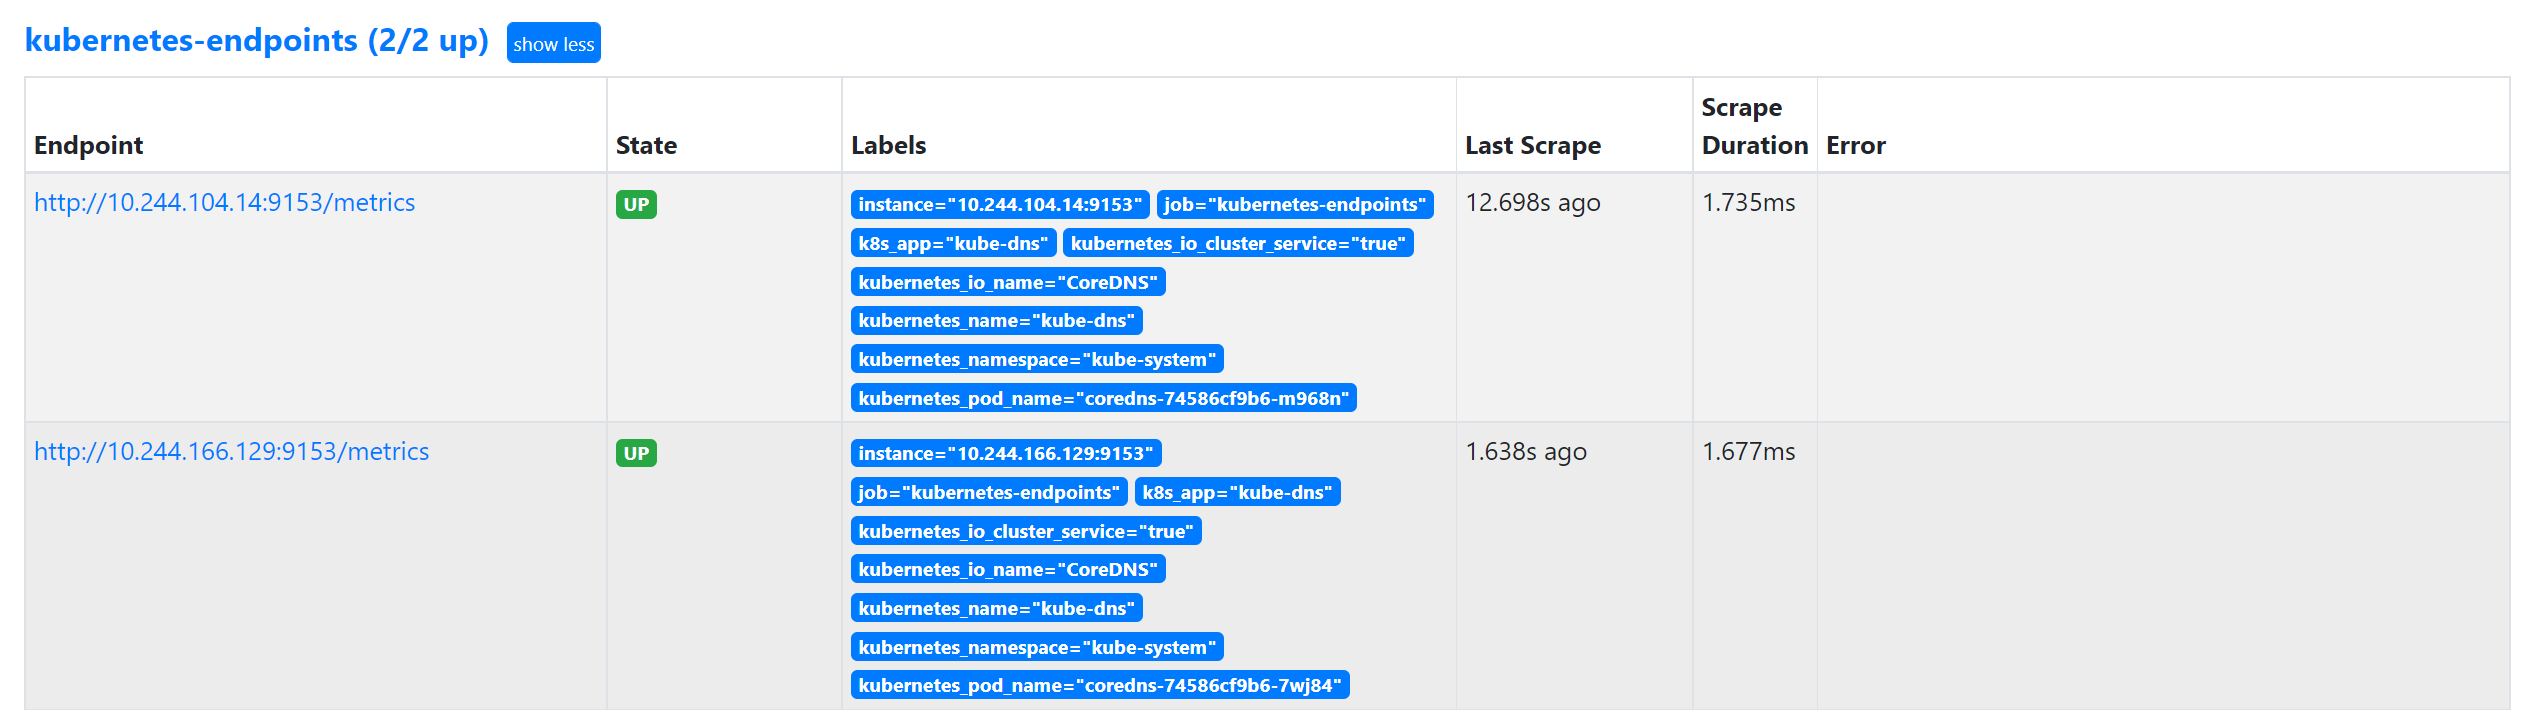 kubernetes-endpoints (2/2 up) show less
Endpoint State Labels Last Scrape Scrape Duration Error
http://10.244.104.14:9153/metrics UP instance="10.244.104.14:9153" job="kubernetes-endpoints" 12.698s ago 1.735ms
k8s_app="kube-dns" kubernetes_io_cluster_service="true"
kubernetes_io_name="CoreDNS"
kubernetes_name="kube-dns"
kubernetes_namespace="kube-system"
kubernetes_pod_name="coredns-74586cf9b6-m968n"
http://10.244.166.129:9153/metrics UP instance="10.244.166.129:9153" 1.638s ago 1.677ms
job="kubernetes-endpoints" k8s_app="kube-dns"
kubernetes_io_cluster_service="true"
kubernetes_io_name="CoreDNS"
kubernetes_name="kube-dns"
kubernetes_namespace="kube-system"
kubernetes_pod_name="coredns-74586cf9b6-7wj84"